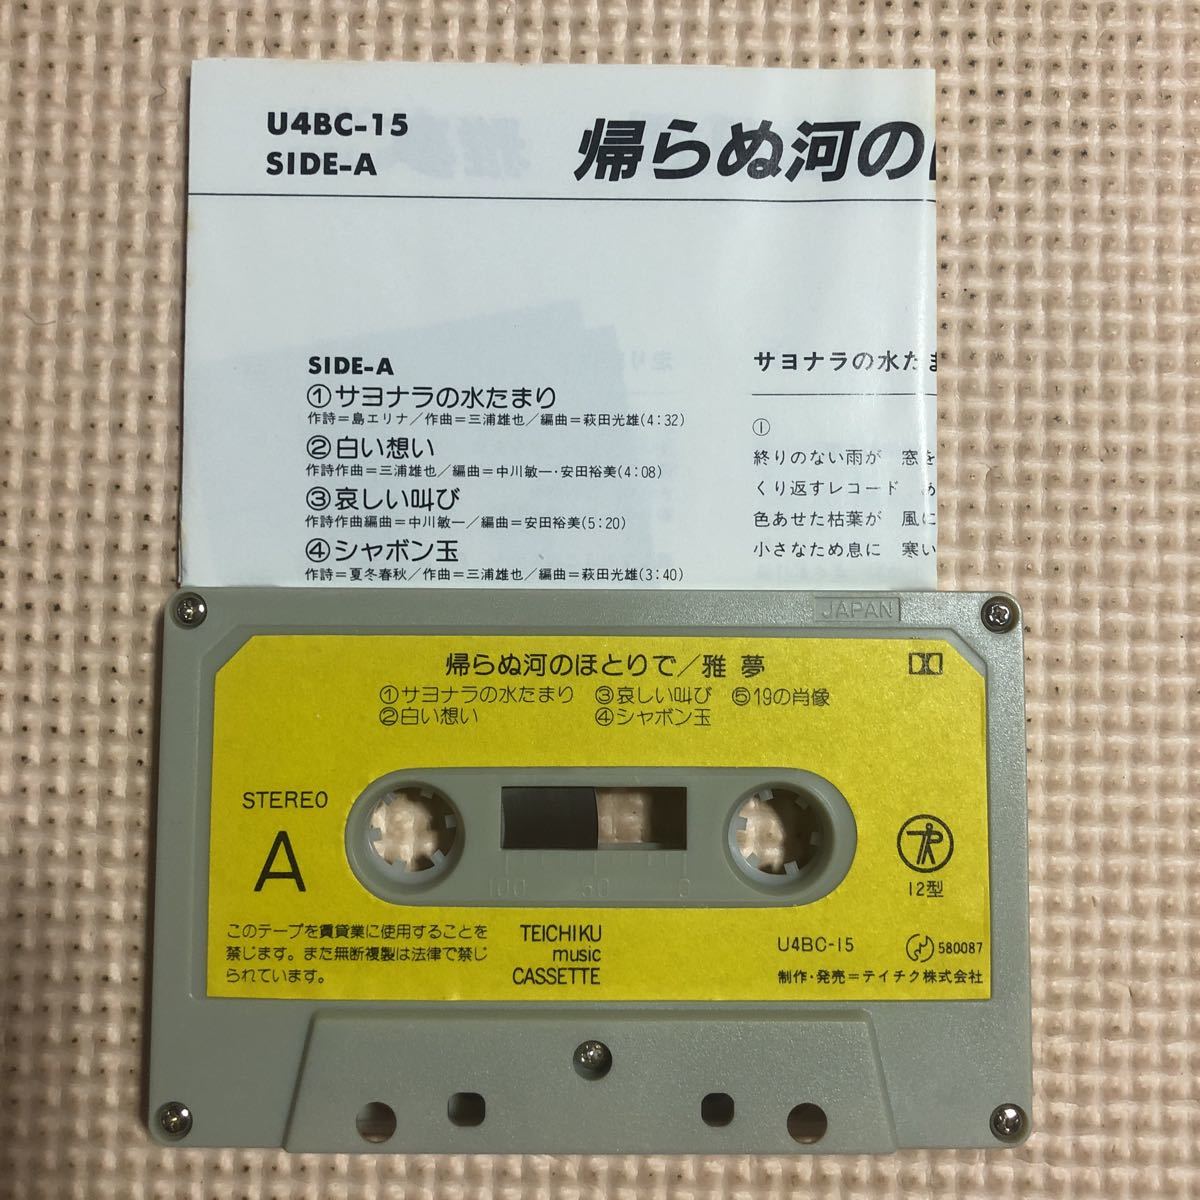 U4BC-15
SIDE-A
帰らぬ河の
SIDE-A
①サヨナラの水たまり
作詩＝島エリナ／作曲＝三浦雄也／編曲＝萩田光雄(4:32)
②白い想い
作詩作曲＝三浦雄也／編曲＝中川敏一・安田裕美(4:08)
③哀しい叫び
作詩作曲編曲＝中川敏一／編曲＝安田裕美(5:20)
④シャボン玉
作詩＝夏冬春秋／作曲＝三浦雄也／編曲＝萩田光雄(3:40)
サヨナラの水た
①
終りのない雨が 窓を
くり返すレコード
色あせた枯葉が 風に
小さなため息に 寒い
JAPAN
帰らぬ河のほとりで／雅 夢
①サヨナラの水たまり ③哀しい叫び ⑤19の肖像
②白い想い ④シャボン玉
STEREO
A
100 50 0
12型
このテープを賃貸業に使用することを
禁じます。また無断複製は法律で禁じ
られています。
TEICHIKU
music
CASSETTE
U4BC-15
580087
制作・発売＝テイチク株式会社